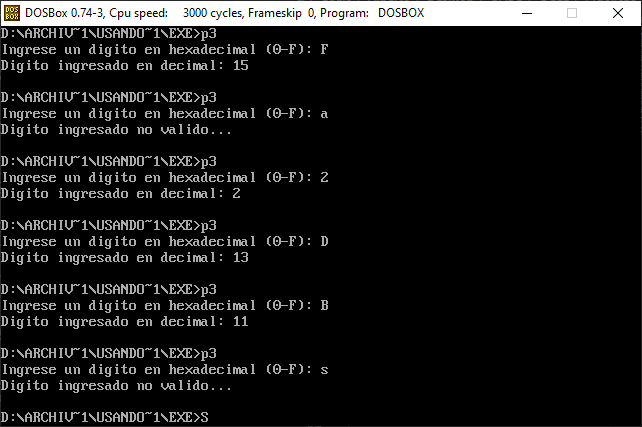 DOS
BOX
DOSBox 0.74-3, Cpu speed: 3000 cycles, Frameskip 0, Program: DOSBOX
D:\ARCHIV~1\USANDO~1\EXE>p3
Ingrese un digito en hexadecimal (0-F): F
Digito ingresado en decimal: 15
D:\ARCHIV~1\USANDO~1\EXE>p3
Ingrese un digito en hexadecimal (0-F): a
Digito ingresado no valido...
D:\ARCHIV~1\USANDO~1\EXE>p3
Ingrese un digito en hexadecimal (0-F): 2
Digito ingresado en decimal: 2
D:\ARCHIV~1\USANDO~1\EXE>p3
Ingrese un digito en hexadecimal (0-F): D
Digito ingresado en decimal: 13
D:\ARCHIV~1\USANDO~1\EXE>p3
Ingrese un digito en hexadecimal (0-F): B
Digito ingresado en decimal: 11
D:\ARCHIV~1\USANDO~1\EXE>p3
Ingrese un digito en hexadecimal (0-F): s
Digito ingresado no valido...
D:\ARCHIV~1\USANDO~1\EXE>S